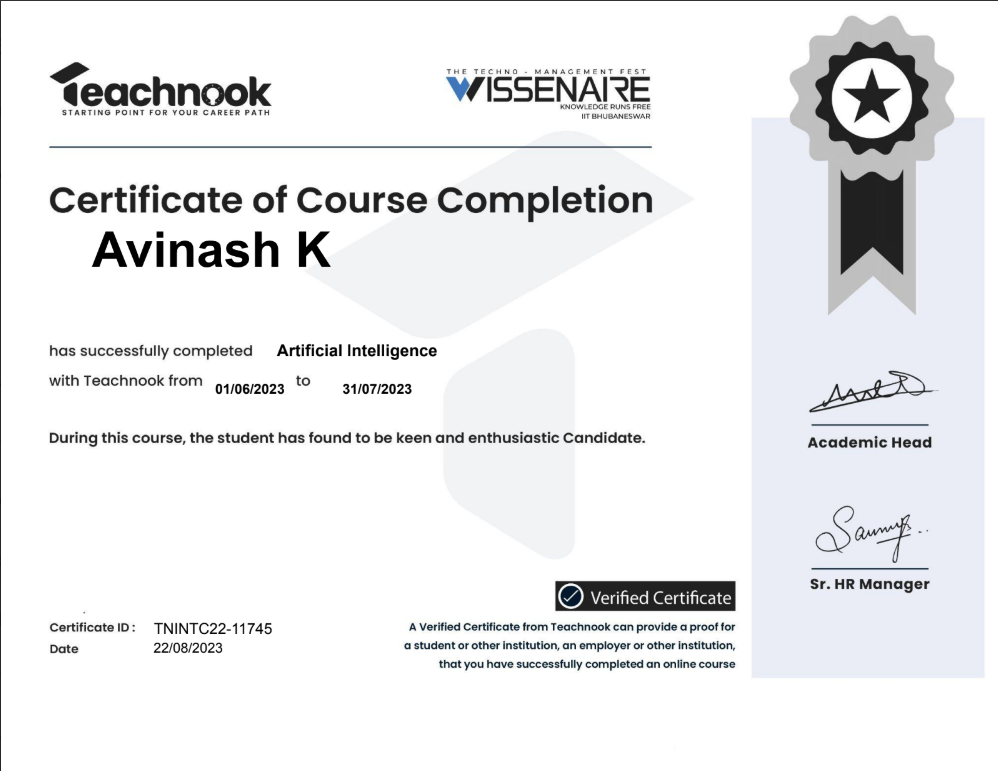 Teachnook
STARTING POINT FOR YOUR CAREER PATH
THE TECHNO - MANAGEMENT FEST
WISSENAIRE
KNOWLEDGE RUNS FREE
IIT BHUBANESWAR
Certificate of Course Completion
Avinash K
has successfully completed Artificial Intelligence
with Teachnook from 01/06/2023 to 31/07/2023
During this course, the student has found to be keen and enthusiastic Candidate.
Academic Head
Sr. HR Manager
Verified Certificate
Certificate ID : TNINTC22-11745
Date 22/08/2023
A Verified Certificate from Teachnook can provide a proof for
a student or other institution, an employer or other institution,
that you have successfully completed an online course